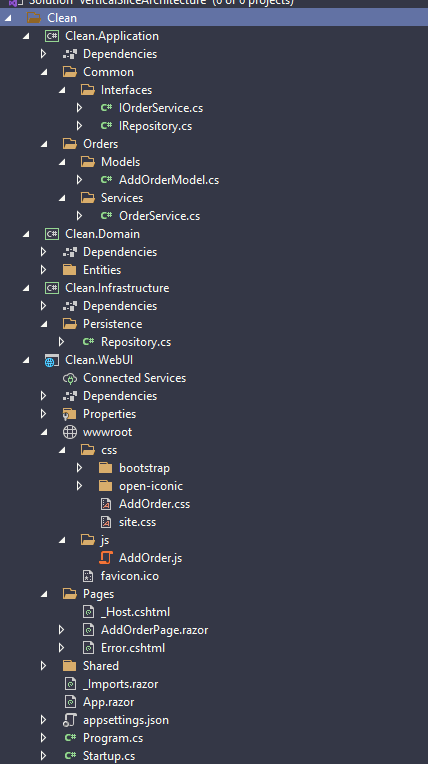 Solution 'VerticalSliceArchitecture' (6 of 6 projects)
Clean
Clean.Application
Dependencies
Common
Interfaces
IOrderService.cs
IRepository.cs
Orders
Models
AddOrderModel.cs
Services
OrderService.cs
Clean.Domain
Dependencies
Entities
Clean.Infrastructure
Dependencies
Persistence
Repository.cs
Clean.WebUI
Connected Services
Dependencies
Properties
wwwroot
css
bootstrap
open-iconic
AddOrder.css
site.css
js
AddOrder.js
favicon.ico
Pages
_Host.cshtml
AddOrderPage.razor
Error.cshtml
Shared
_Imports.razor
App.razor
appsettings.json
Program.cs
Startup.cs